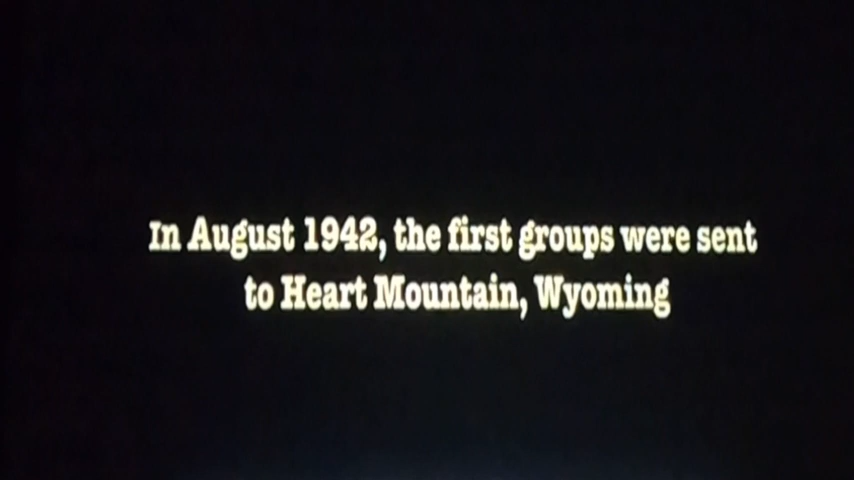 In August 1942, the first groups were sent
to Heart Mountain, Wyoming